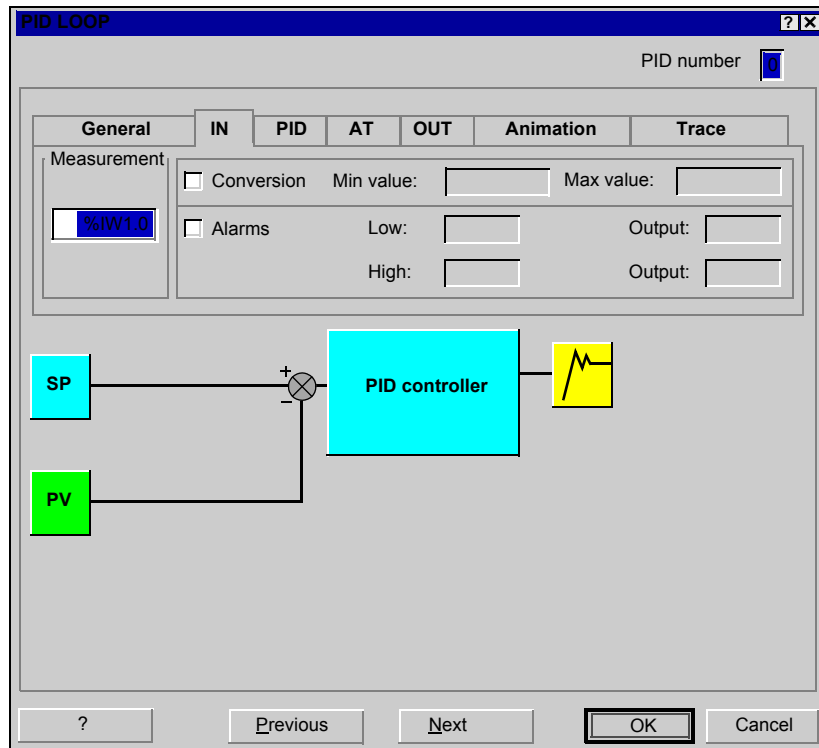 PID LOOP ? X
PID number 0
General IN PID AT OUT Animation Trace
Measurement
%IW1.0
Conversion Min value: Max value:
Alarms Low: Output:
High: Output:
SP
+
−
PID controller
PV
? Previous Next OK Cancel